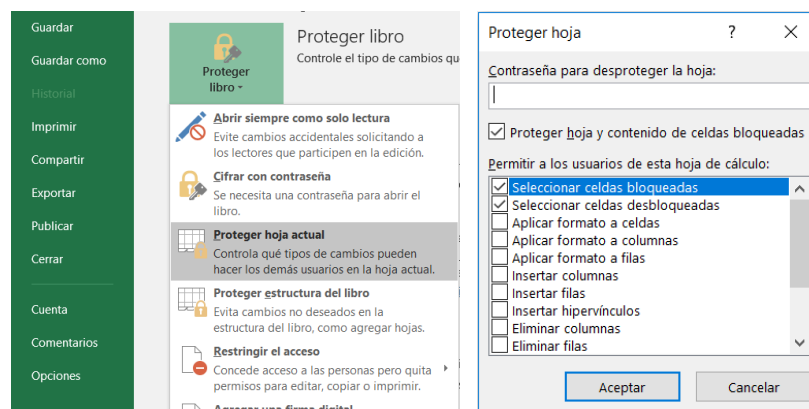 Guardar
Guardar como
Historial
Imprimir
Compartir
Exportar
Publicar
Cerrar
Cuenta
Comentarios
Opciones
Proteger
libro
Proteger libro
Controle el tipo de cambios qu
Abrir siempre como solo lectura
Evite cambios accidentales solicitando a
los lectores que participen en la edición.
Cifrar con contraseña
Se necesita una contraseña para abrir el
libro.
Proteger hoja actual
Controla qué tipos de cambios pueden
hacer los demás usuarios en la hoja actual.
Proteger estructura del libro
Evita cambios no deseados en la
estructura del libro, como agregar hojas.
Restringir el acceso
Concede acceso a las personas pero quita
permisos para editar, copiar o imprimir.
Agregar una firma digital
Proteger hoja ? ×
Contraseña para desproteger la hoja:
Proteger hoja y contenido de celdas bloqueadas
Permitir a los usuarios de esta hoja de cálculo:
Seleccionar celdas bloqueadas
Seleccionar celdas desbloqueadas
Aplicar formato a celdas
Aplicar formato a columnas
Aplicar formato a filas
Insertar columnas
Insertar filas
Insertar hipervínculos
Eliminar columnas
Eliminar filas
Aceptar
Cancelar